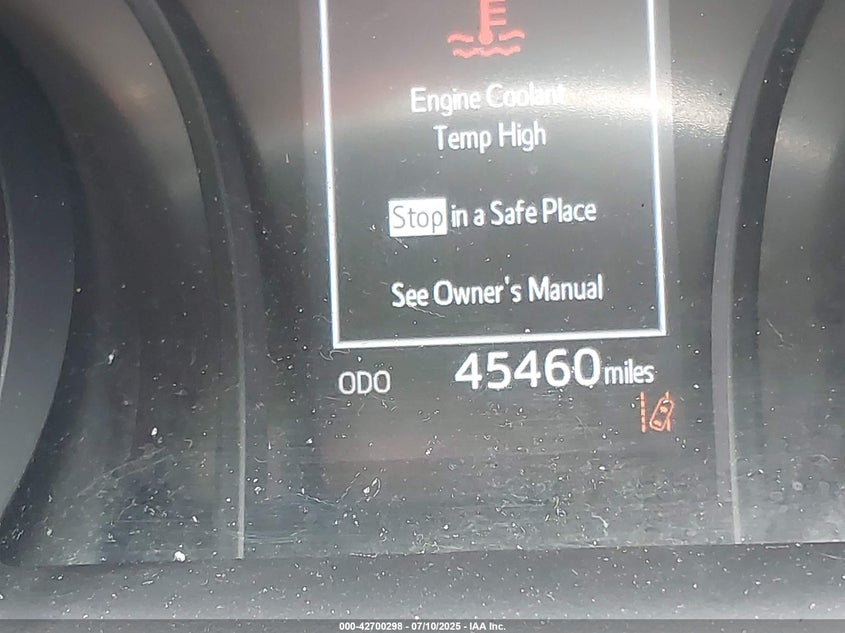 Engine Coolant
Temp High
Stop in a Safe Place
See Owner's Manual
ODO 45460 miles
000-42700298 - 07/10/2025 - IAA Inc.